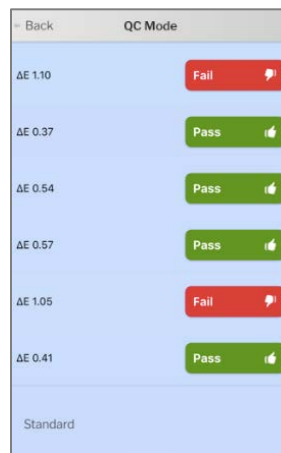 Back QC Mode
ΔE 1.10 Fail
ΔE 0.37 Pass
ΔE 0.54 Pass
ΔE 0.57 Pass
ΔE 1.05 Fail
ΔE 0.41 Pass
Standard